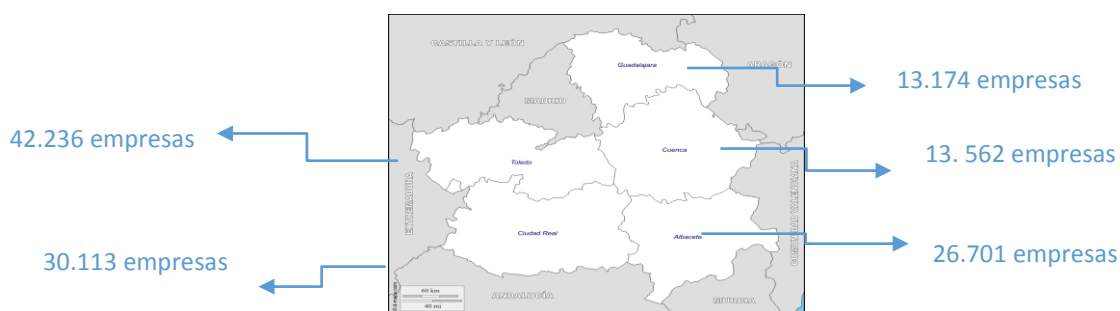 CASTILLA Y LEÓN
ARAGÓN
Guadalajara
13.174 empresas
MADRID
42.236 empresas
Toledo
Cuenca
13. 562 empresas
EXTREMADURA
COMUNIDAD VALENCIANA
Ciudad Real
Albacete
30.113 empresas
26.701 empresas
60 km
40 mi
ANDALUCÍA
MURCIA